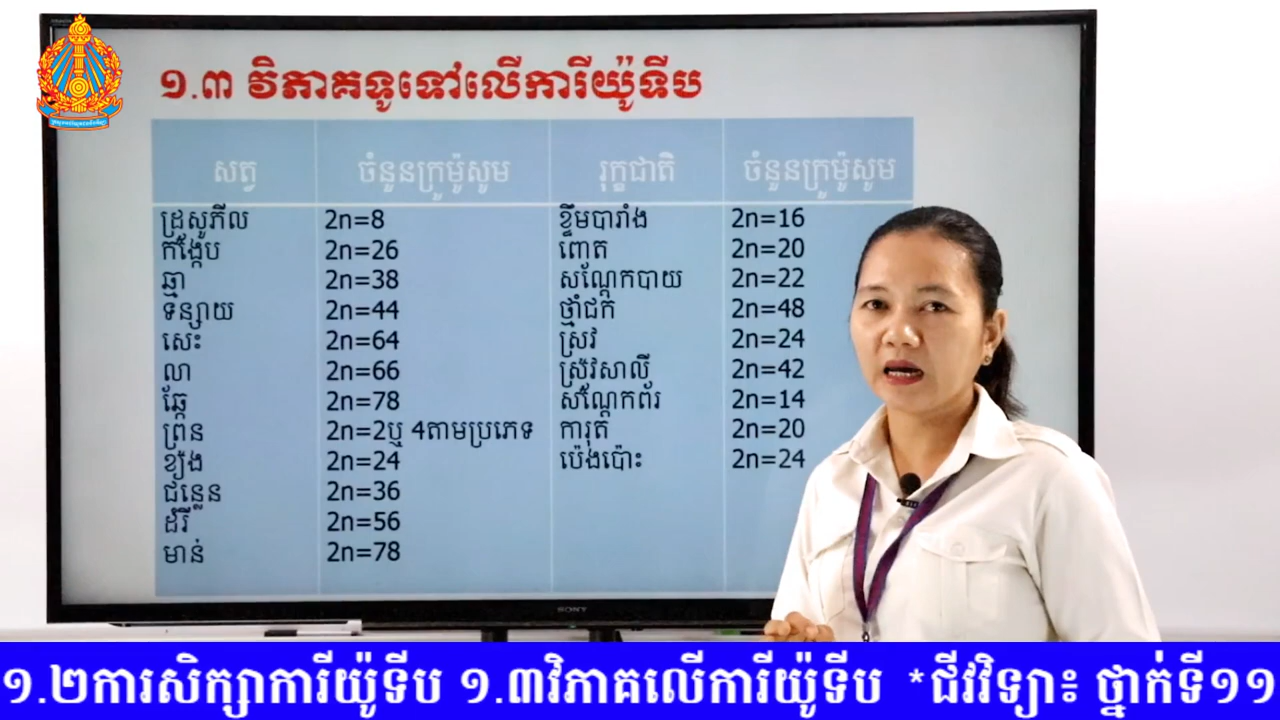 ១.៣ វិភាគទូទៅលើការីយ៉ូទីប
សត្វ ចំនួនក្រូម៉ូសូម រុក្ខជាតិ ចំនួនក្រូម៉ូសូម
ដ្រូសូភីល 2n=8 ខ្ទឹមបារាំង 2n=16
កង្កែប 2n=26 ពោត 2n=20
ឆ្មា 2n=38 សណ្តែកបាយ 2n=22
ទន្សាយ 2n=44 ថ្នាំជក់ 2n=48
សេះ 2n=64 ស្រូវ 2n=24
លា 2n=66 ស្រូវសាលី 2n=42
ឆ្កែ 2n=78 សណ្តែកព័រ 2n=14
ព្រូន 2n=2ឬ 4តាមប្រភេទ ការ៉ុត 2n=20
ខ្យង 2n=24 ប៉េងប៉ោះ 2n=24
ជន្លេន 2n=36
ដំរី 2n=56
មាន់ 2n=78
SONY
១.២ការសិក្សាការីយ៉ូទីប ១.៣វិភាគលើការីយ៉ូទីប *ជីវវិទ្យា៖ ថ្នាក់ទី១១